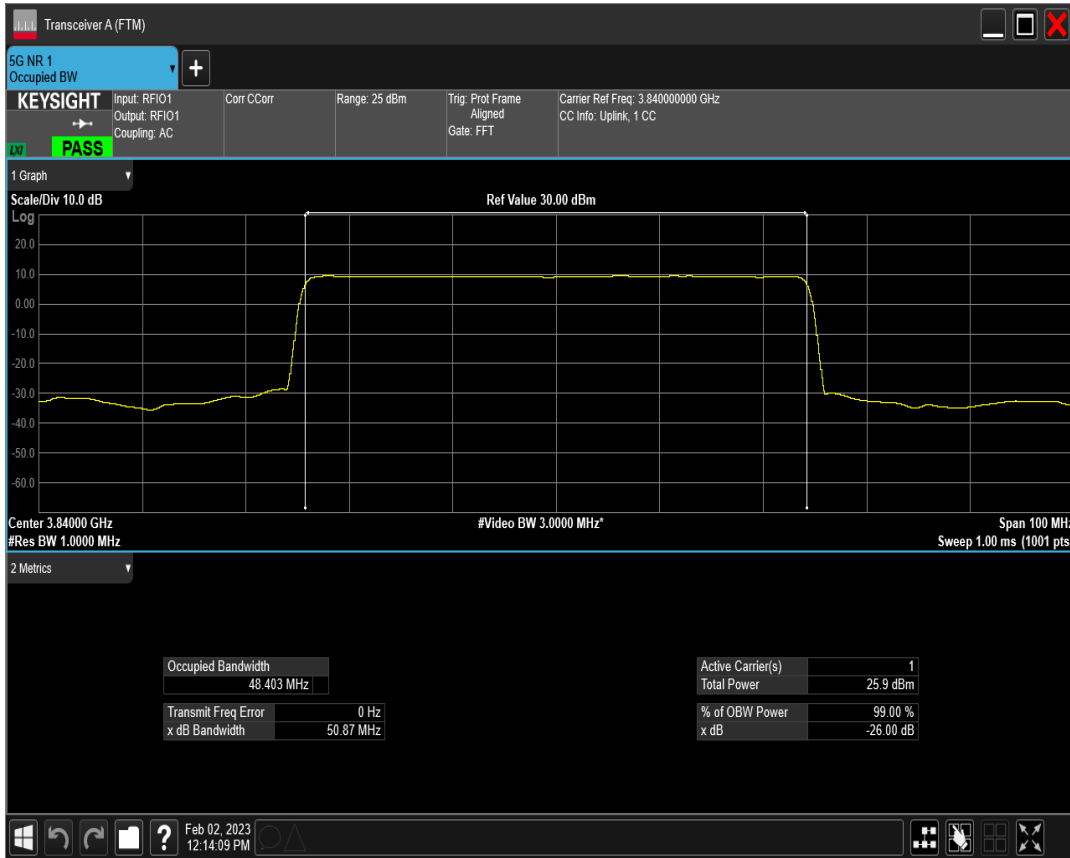 Transceiver A (FTM)
5G NR 1
Occupied BW
+
KEYSIGHT
LXI
PASS
Input: RFIO1
Output: RFIO1
Coupling: AC
Corr CCorr
Range: 25 dBm
Trig: Prot Frame
Aligned
Gate: FFT
Carrier Ref Freq: 3.840000000 GHz
CC Info: Uplink, 1 CC
1 Graph
Scale/Div 10.0 dB
Ref Value 30.00 dBm
Log
20.0
10.0
0.00
-10.0
-20.0
-30.0
-40.0
-50.0
-60.0
Center 3.84000 GHz
#Video BW 3.0000 MHz*
Span 100 MHz
#Res BW 1.0000 MHz
Sweep 1.00 ms (1001 pts
2 Metrics
Occupied Bandwidth
48.403 MHz
Transmit Freq Error 0 Hz
x dB Bandwidth 50.87 MHz
Active Carrier(s) 1
Total Power 25.9 dBm
% of OBW Power 99.00 %
x dB -26.00 dB
?
Feb 02, 2023
12:14:09 PM